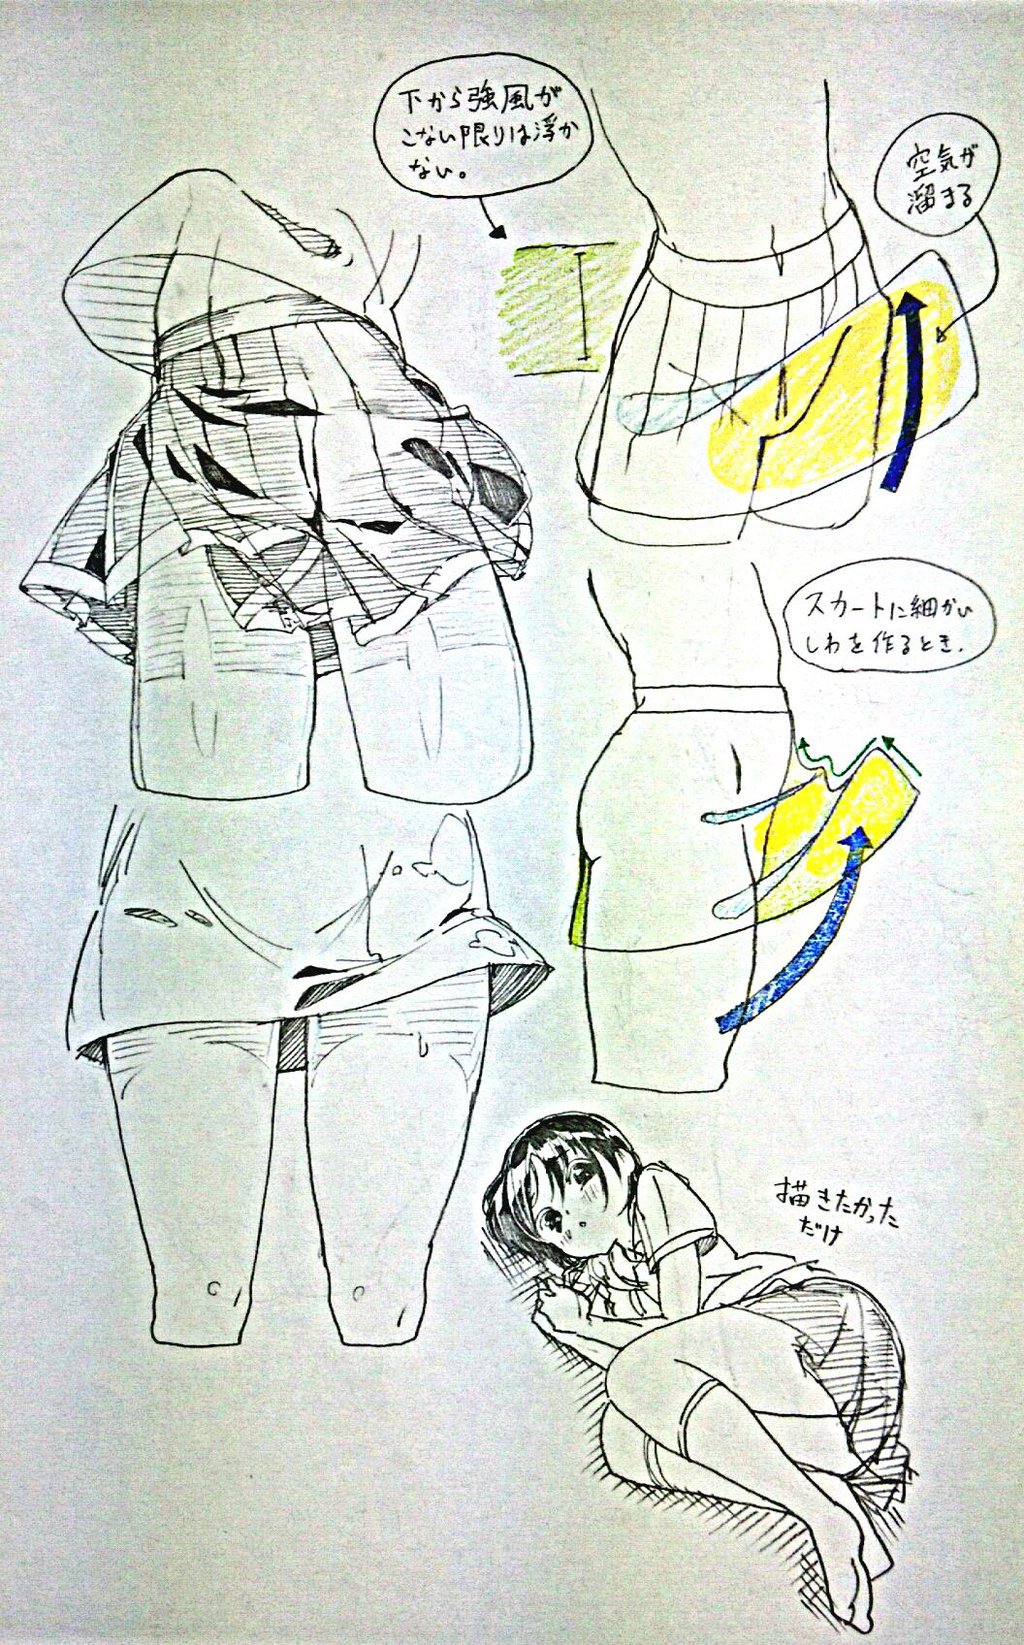 下から強風が
こない限りは浮か
ない。
空気が
溜まる
スカートに細かい
しわを作るとき.
描きたかった
だけ